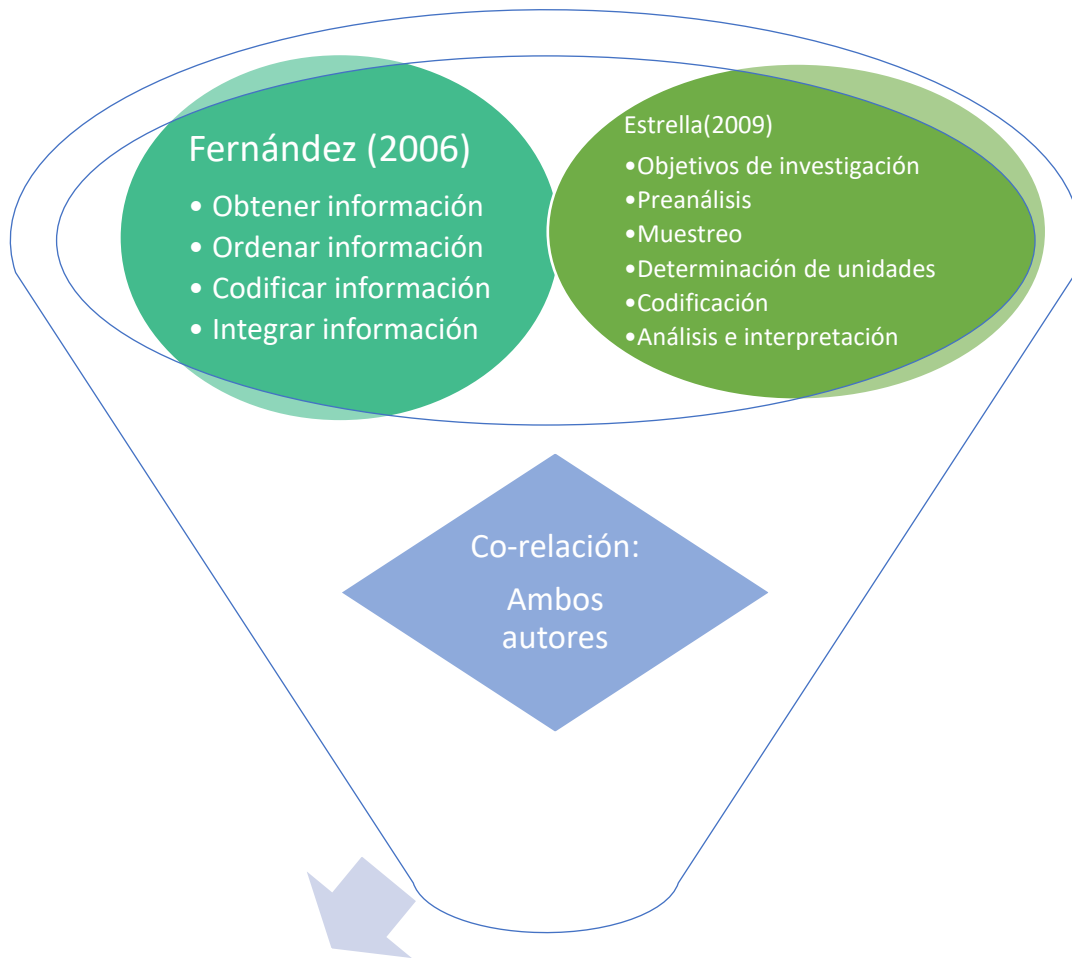 Fernández (2006)
• Obtener información
• Ordenar información
• Codificar información
• Integrar información
Estrella(2009)
•Objetivos de investigación
•Preanálisis
•Muestreo
•Determinación de unidades
•Codificación
•Análisis e interpretación
Co-relación:
Ambos
autores